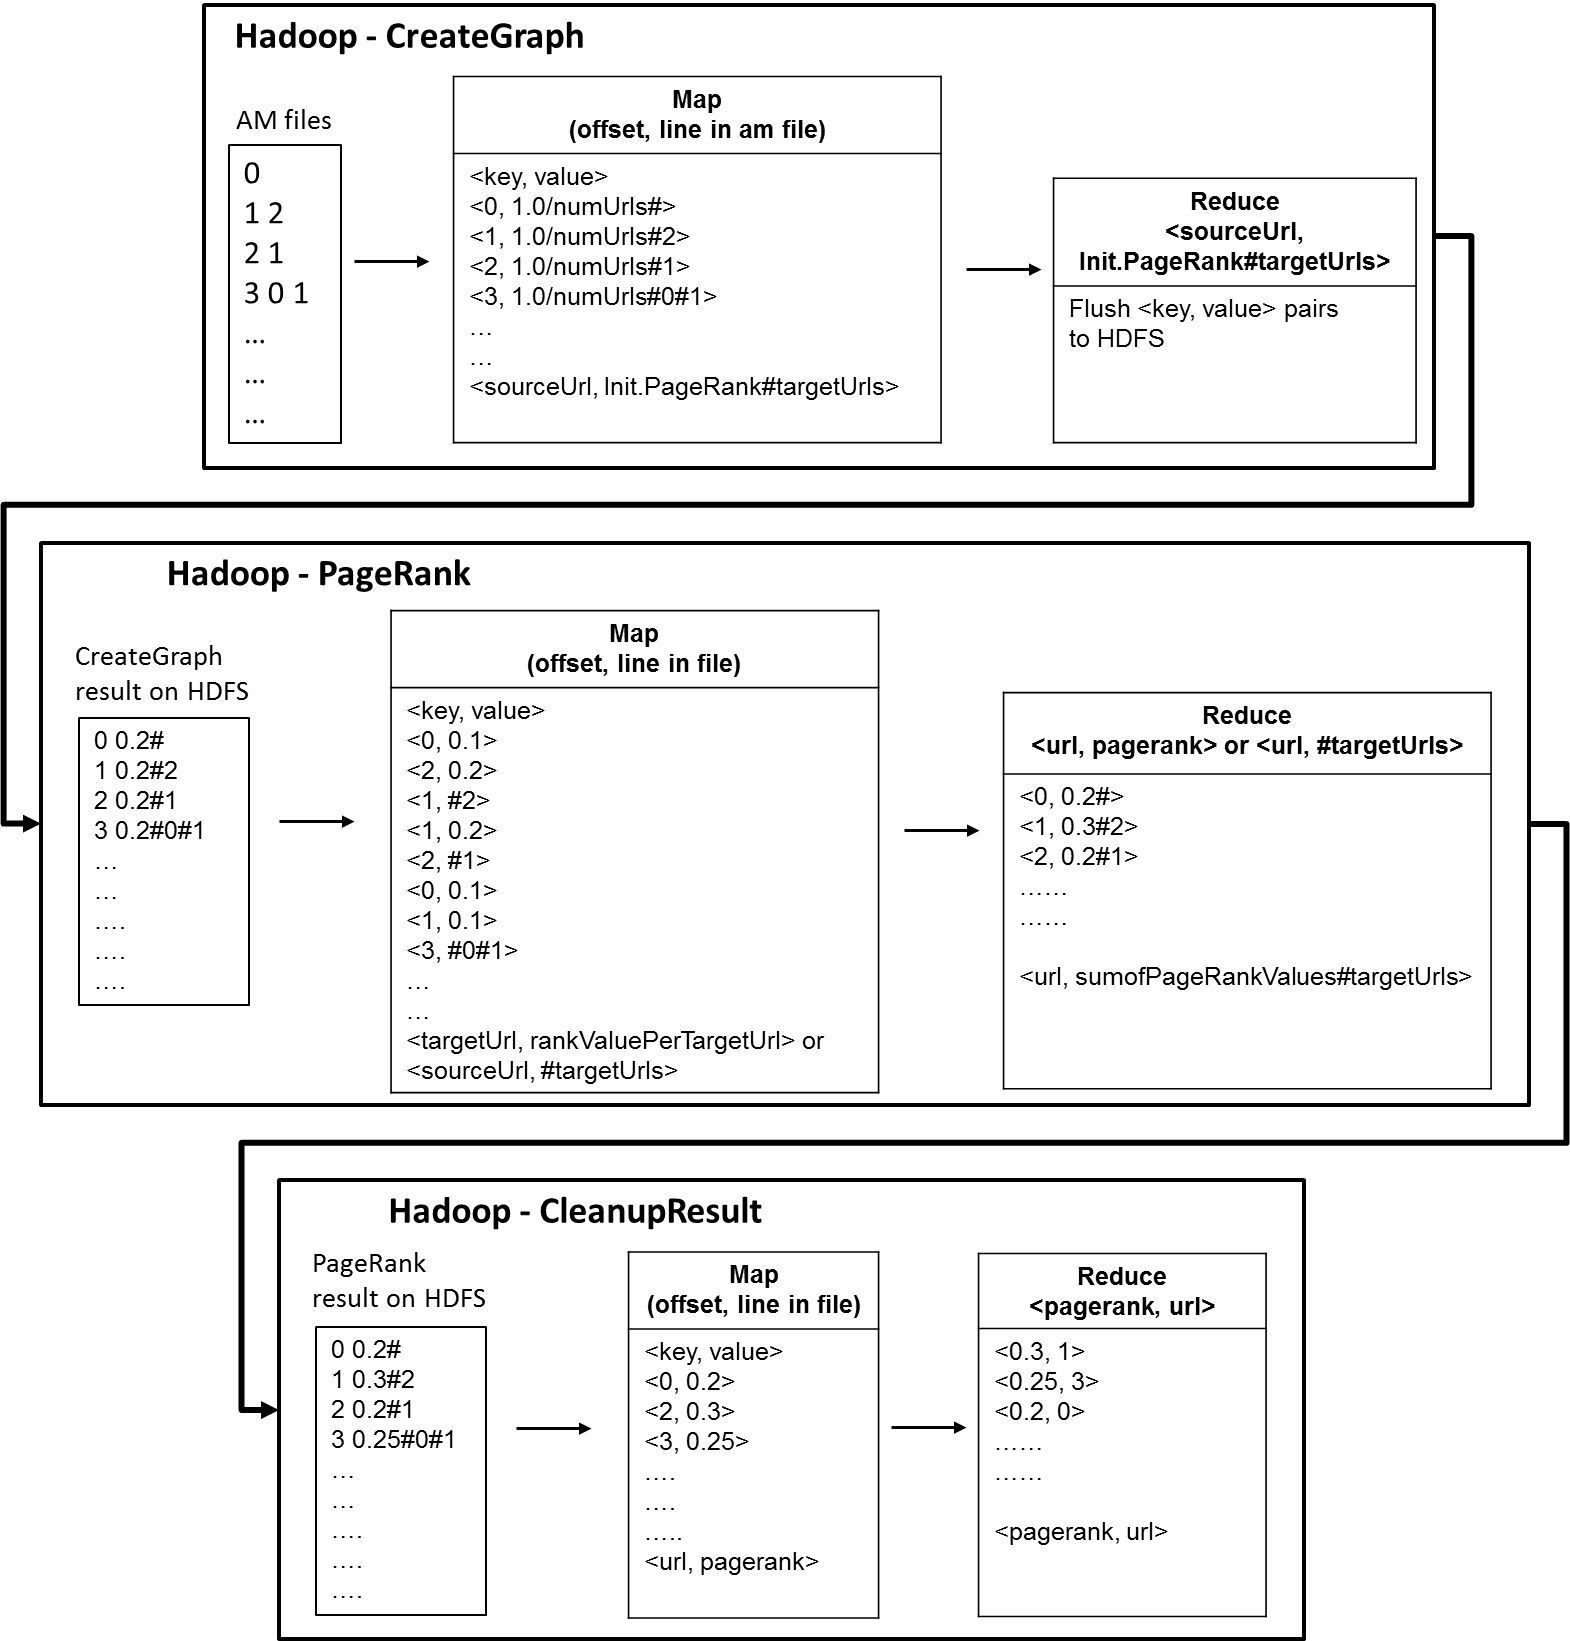 Hadoop - CreateGraph
AM files
0
1 2
2 1
3 0 1
...
...
...
Map
(offset, line in am file)
<key, value>
<0, 1.0/numUrls#>
<1, 1.0/numUrls#2>
<2, 1.0/numUrls#1>
<3, 1.0/numUrls#0#1>
...
...
<sourceUrl, Init.PageRank#targetUrls>
Reduce
<sourceUrl,
Init.PageRank#targetUrls>
Flush <key, value> pairs
to HDFS
Hadoop - PageRank
CreateGraph
result on HDFS
0 0.2#
1 0.2#2
2 0.2#1
3 0.2#0#1
...
...
....
....
....
Map
(offset, line in file)
<key, value>
<0, 0.1>
<2, 0.2>
<1, #2>
<1, 0.2>
<2, #1>
<0, 0.1>
<1, 0.1>
<3, #0#1>
...
...
<targetUrl, rankValuePerTargetUrl> or
<sourceUrl, #targetUrls>
Reduce
<url, pagerank> or <url, #targetUrls>
<0, 0.2#>
<1, 0.3#2>
<2, 0.2#1>
......
......
<url, sumofPageRankValues#targetUrls>
Hadoop - CleanupResult
PageRank
result on HDFS
0 0.2#
1 0.3#2
2 0.2#1
3 0.25#0#1
...
...
....
....
....
Map
(offset, line in file)
<key, value>
<0, 0.2>
<2, 0.3>
<3, 0.25>
....
....
.....
<url, pagerank>
Reduce
<pagerank, url>
<0.3, 1>
<0.25, 3>
<0.2, 0>
......
......
<pagerank, url>